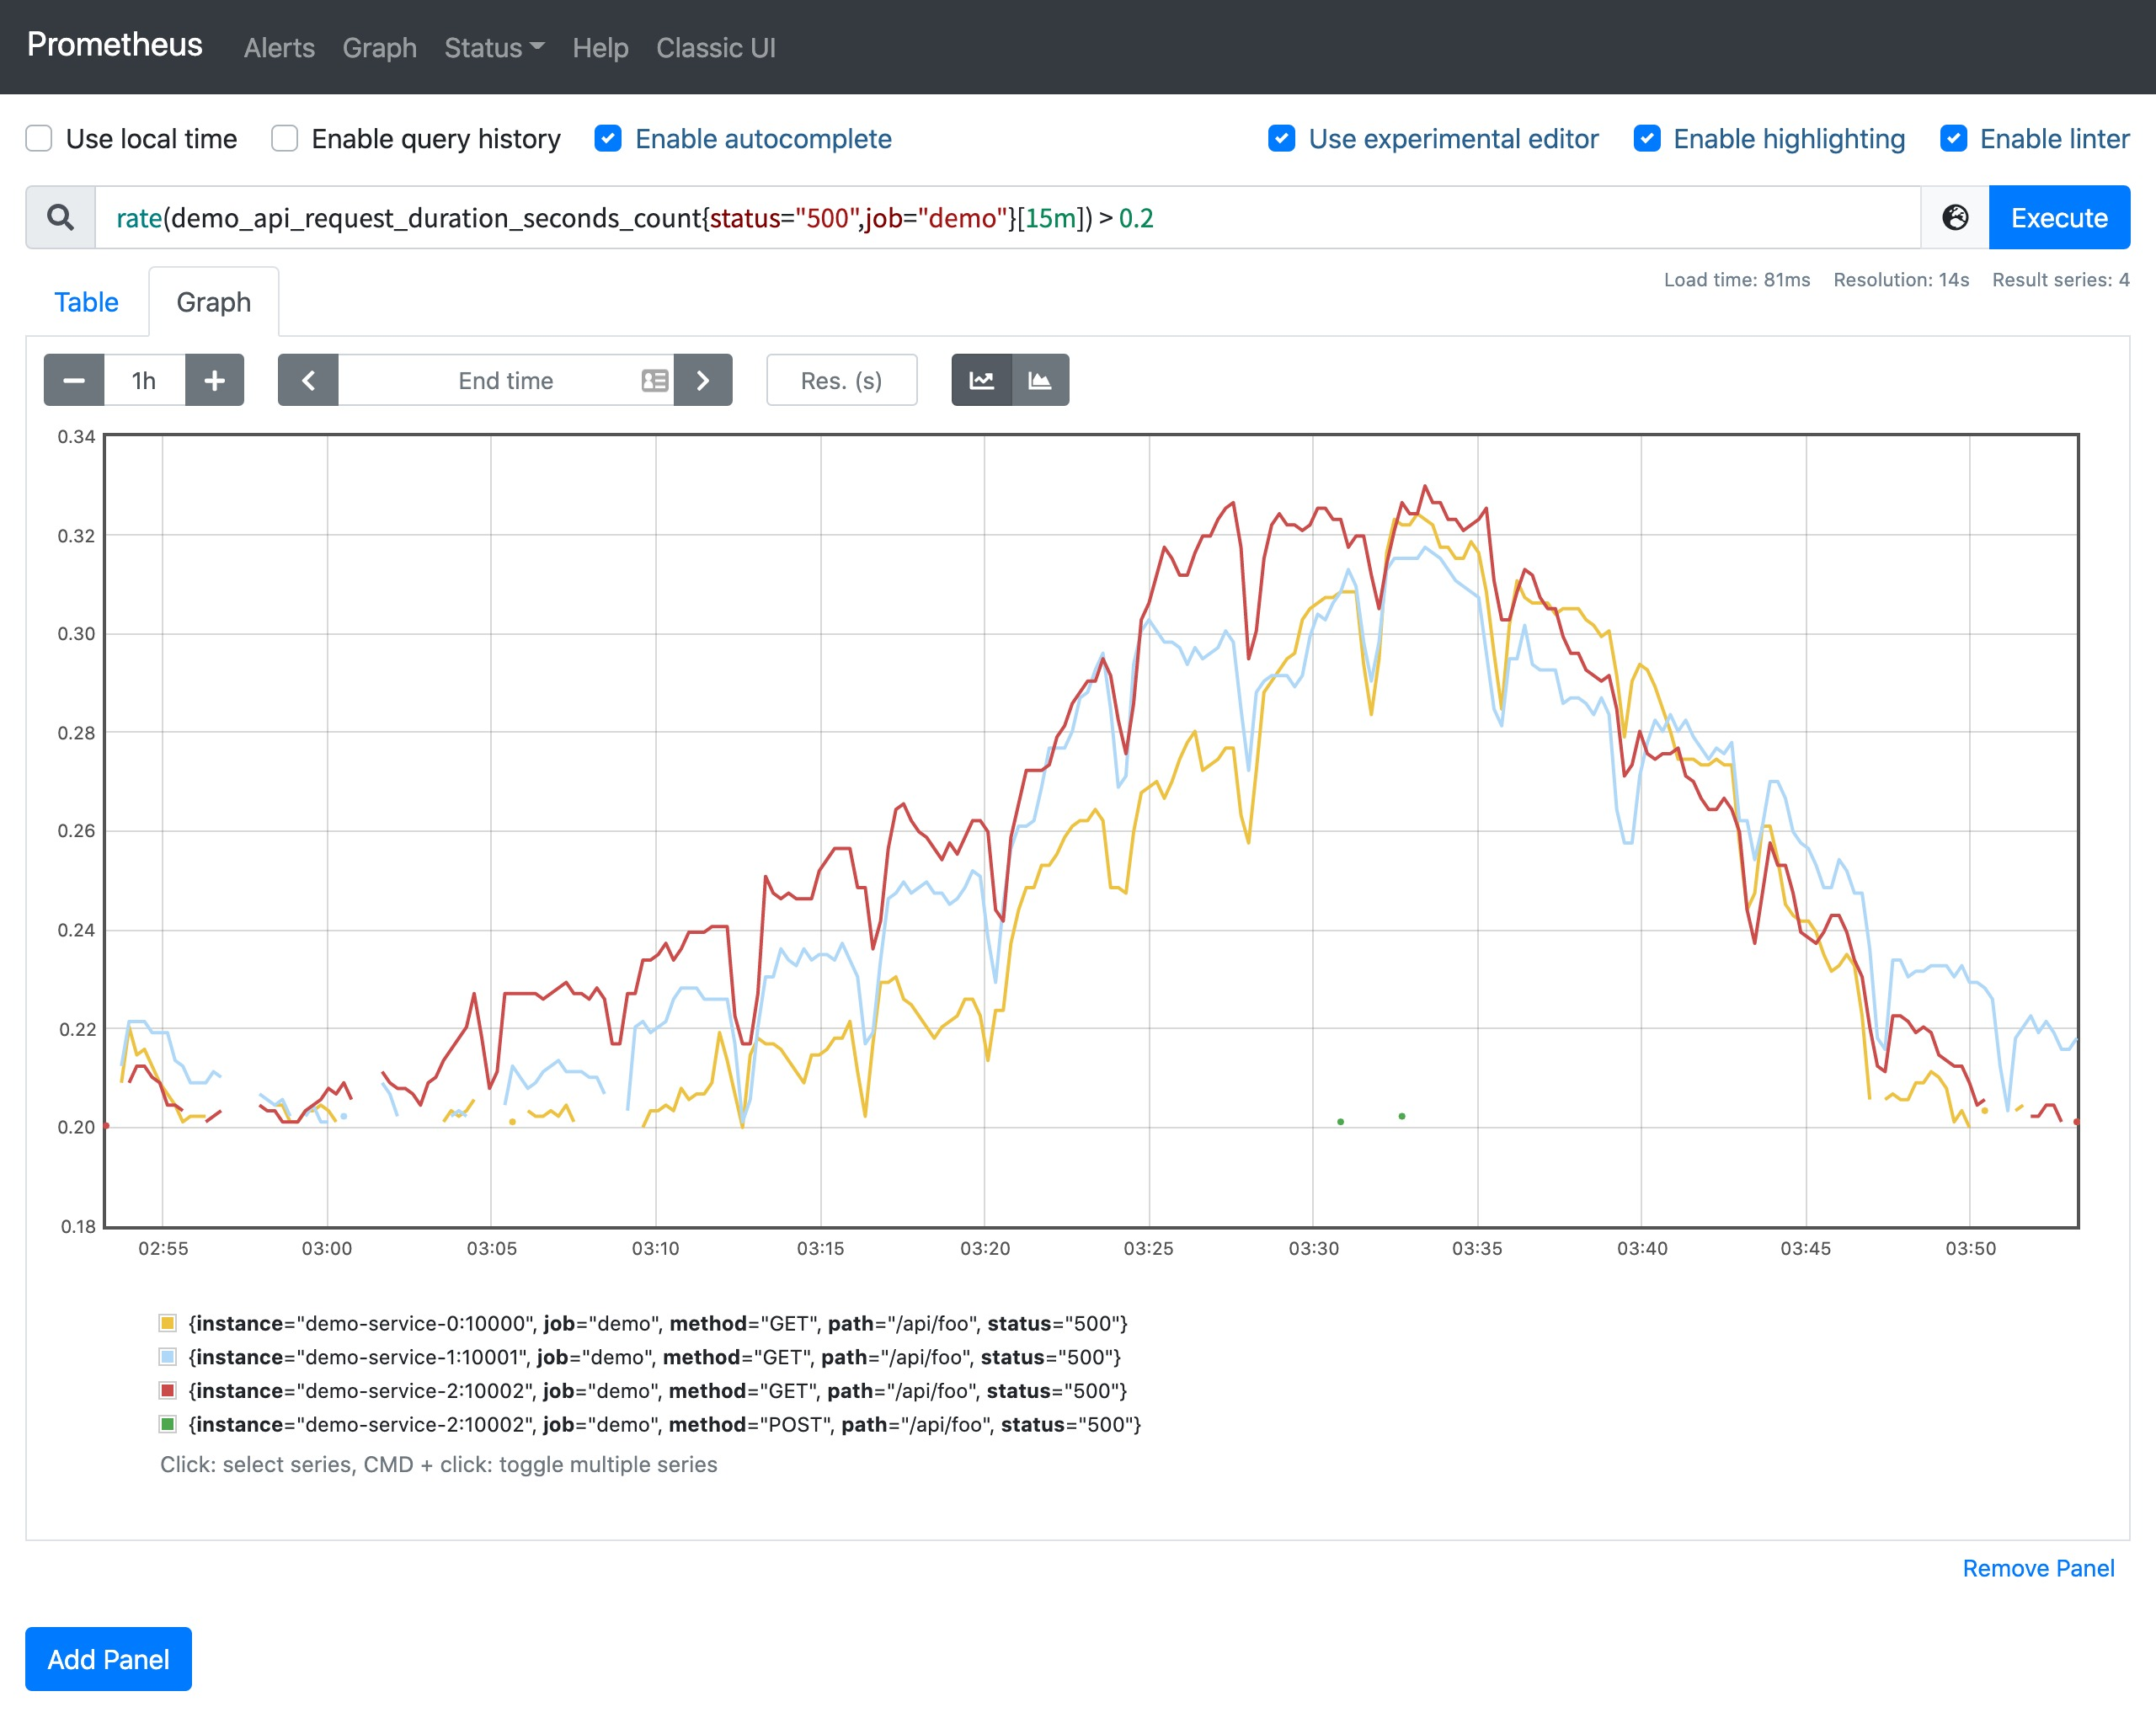 Prometheus Alerts Graph Status Help Classic UI
Use local time Enable query history Enable autocomplete Use experimental editor Enable highlighting Enable linter
rate(demo_api_request_duration_seconds_count{status="500",job="demo"}[15m]) > 0.2 Execute
Load time: 81ms Resolution: 14s Result series: 4
Table Graph
1h End time Res. (s)
0.34
0.32
0.30
0.28
0.26
0.24
0.22
0.20
0.18
02:55 03:00 03:05 03:10 03:15 03:20 03:25 03:30 03:35 03:40 03:45 03:50
{instance="demo-service-0:10000", job="demo", method="GET", path="/api/foo", status="500"}
{instance="demo-service-1:10001", job="demo", method="GET", path="/api/foo", status="500"}
{instance="demo-service-2:10002", job="demo", method="GET", path="/api/foo", status="500"}
{instance="demo-service-2:10002", job="demo", method="POST", path="/api/foo", status="500"}
Click: select series, CMD + click: toggle multiple series
Remove Panel
Add Panel